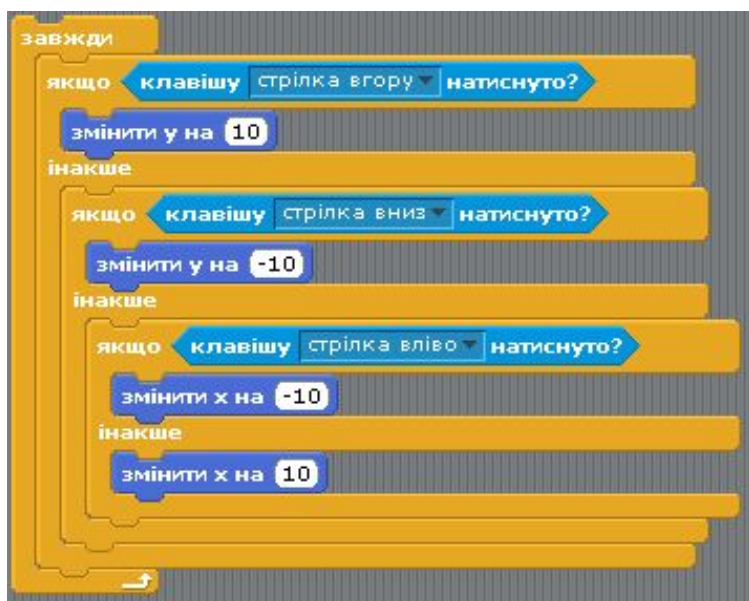 завжди
якщо клавішу стрілка вгору натиснуто?
змінити y на 10
інакше
якщо клавішу стрілка вниз натиснуто?
змінити y на -10
інакше
якщо клавішу стрілка вліво натиснуто?
змінити x на -10
інакше
змінити x на 10